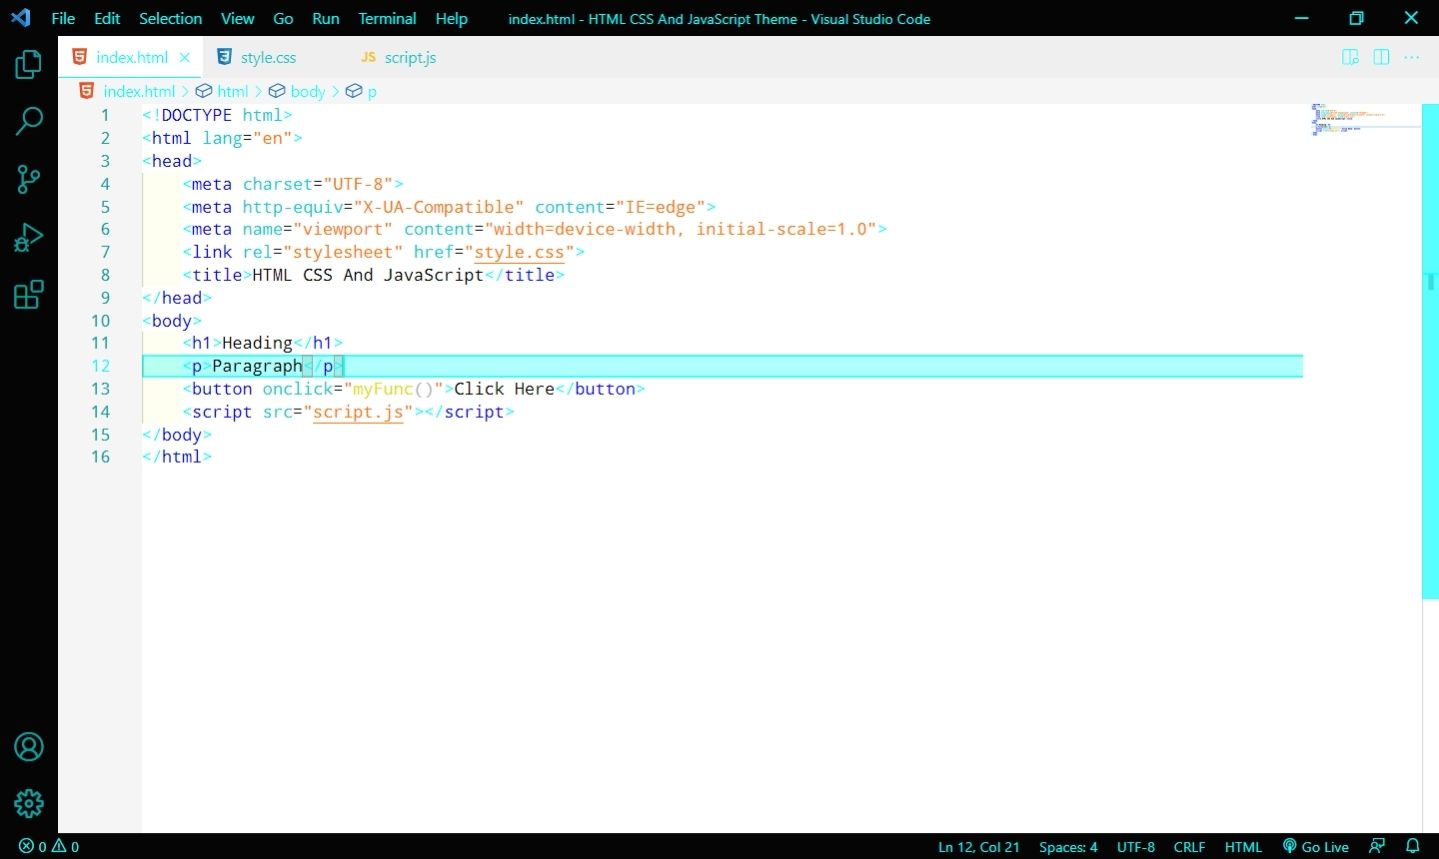 File Edit Selection View Go Run Terminal Help index.html - HTML CSS And JavaScript Theme - Visual Studio Code
index.html style.css JS script.js
index.html > html > body > p
1 <!DOCTYPE html>
2 <html lang="en">
3 <head>
4     <meta charset="UTF-8">
5     <meta http-equiv="X-UA-Compatible" content="IE=edge">
6     <meta name="viewport" content="width=device-width, initial-scale=1.0">
7     <link rel="stylesheet" href="style.css">
8     <title>HTML CSS And JavaScript</title>
9 </head>
10 <body>
11     <h1>Heading</h1>
12     <p>Paragraph</p>
13     <button onclick="myFunc()">Click Here</button>
14     <script src="script.js"></script>
15 </body>
16 </html>
0 0 Ln 12, Col 21 Spaces: 4 UTF-8 CRLF HTML Go Live